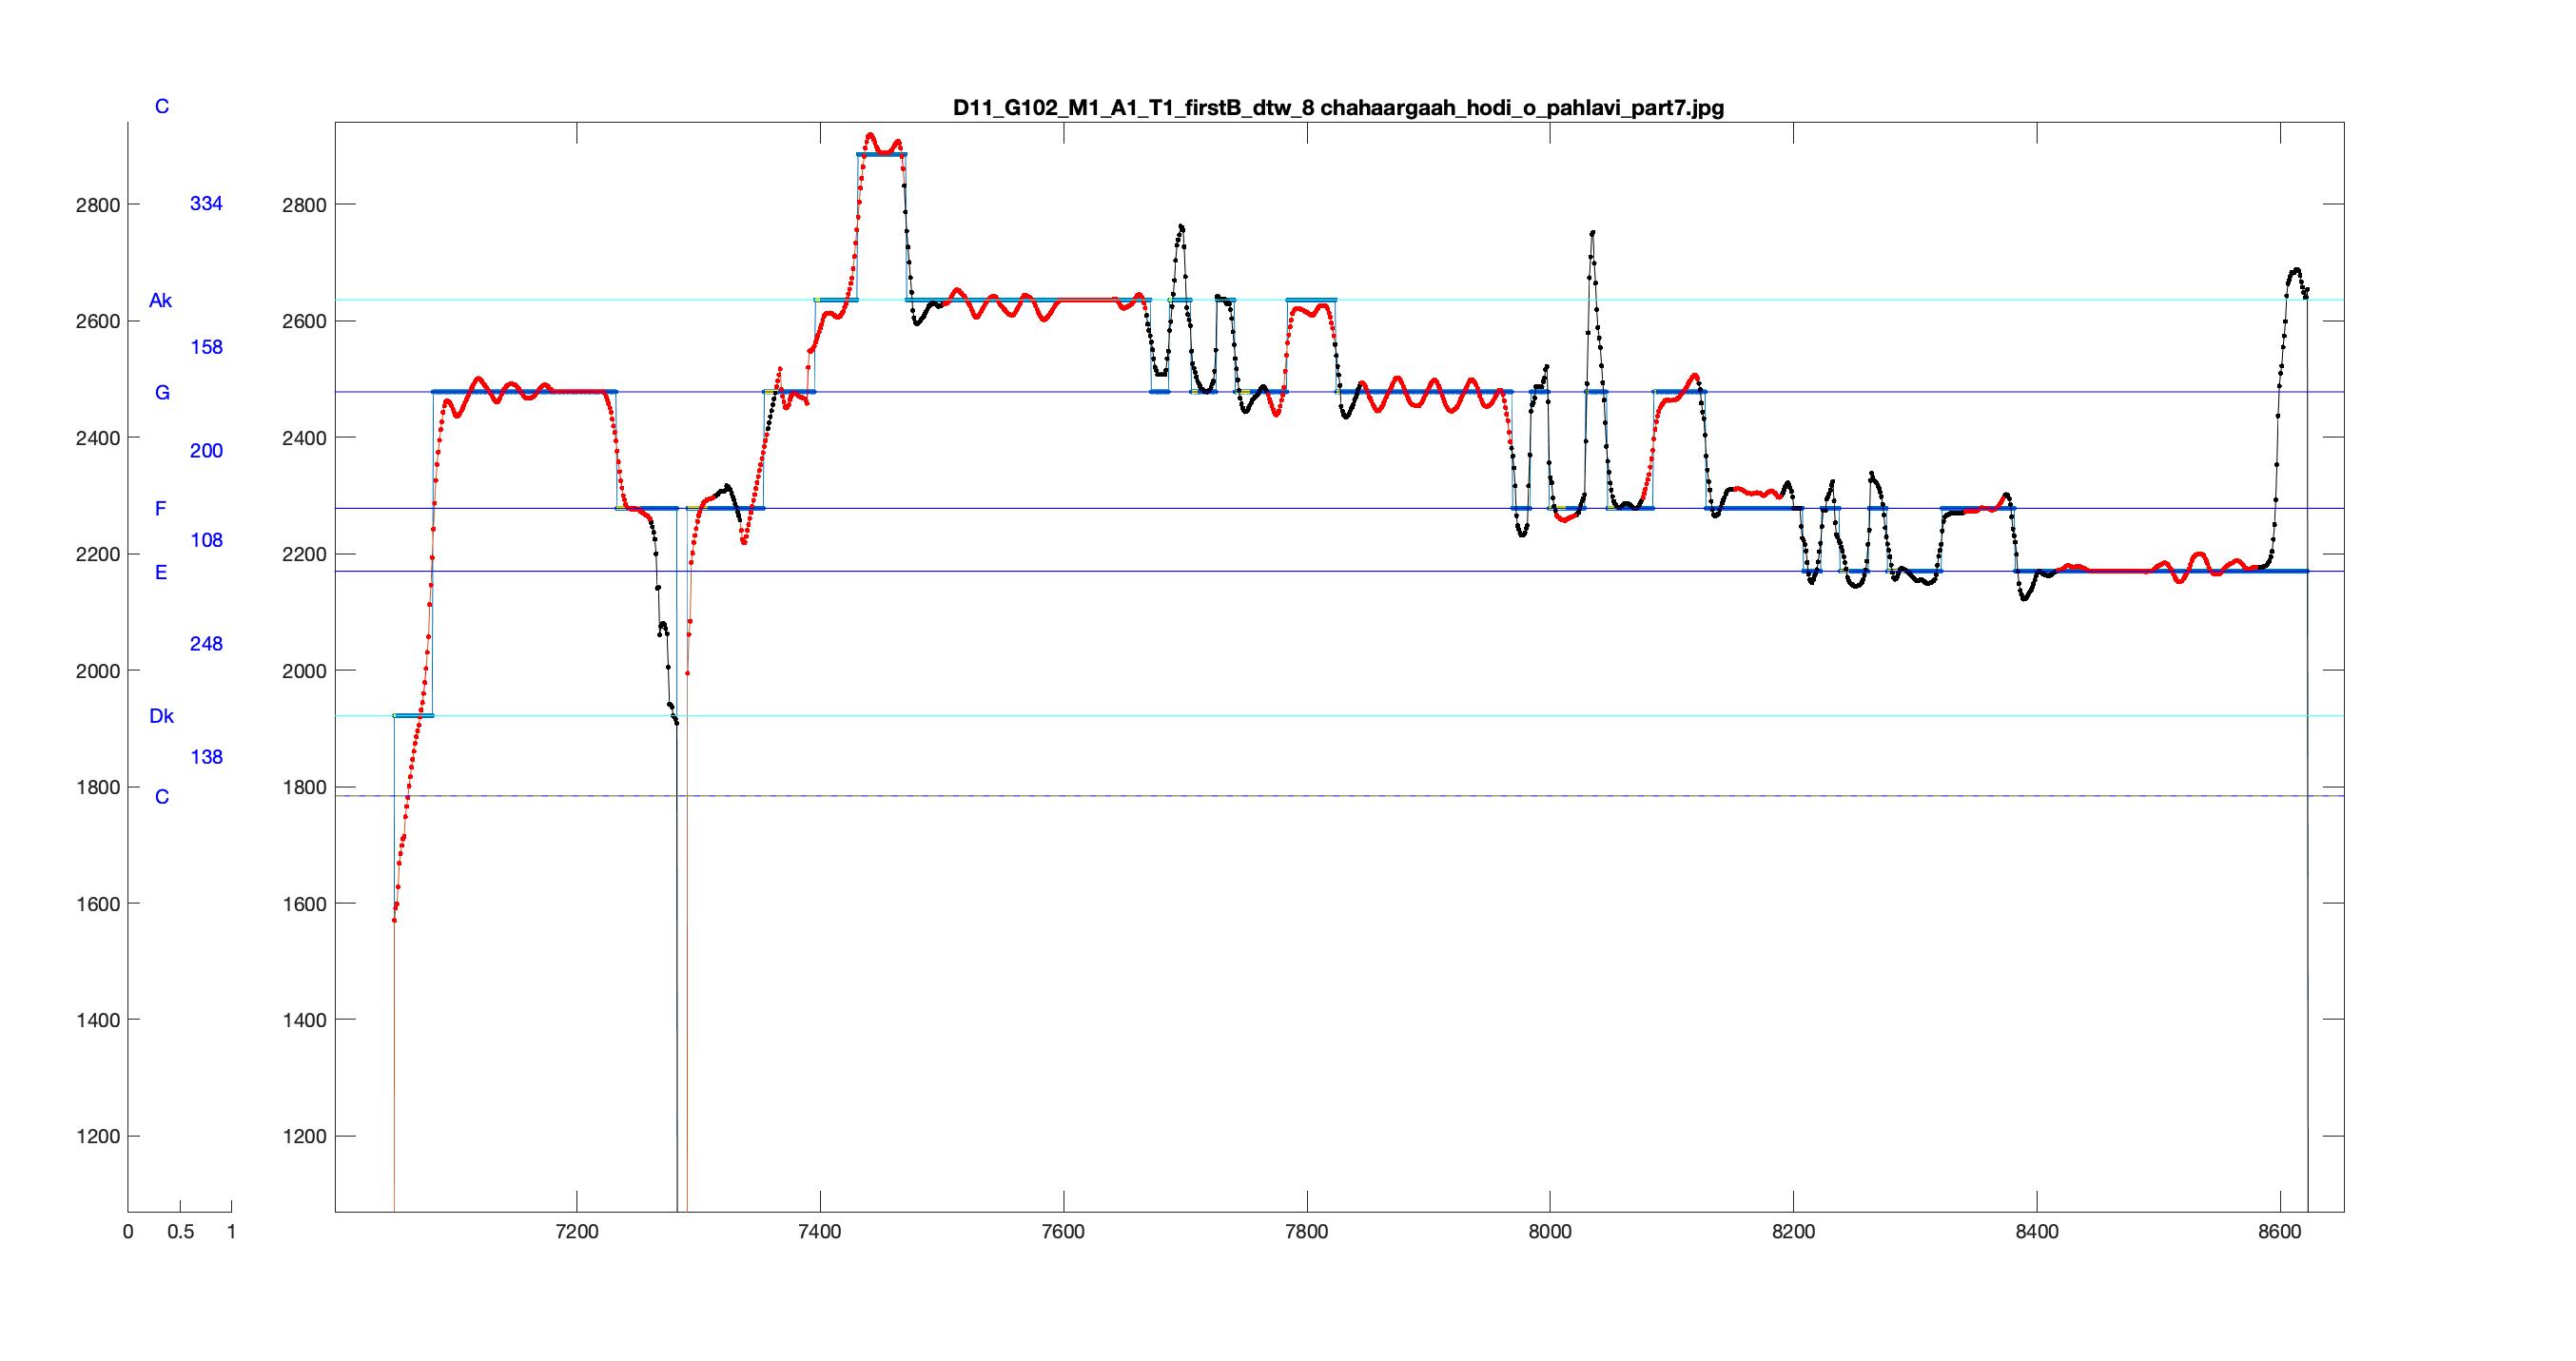 D11_G102_M1_A1_T1_firstB_dtw_8 chahaargaah_hodi_o_pahlavi_part7.jpg
C
334
2800 2800
Ak
2600 2600
158
G
2400 2400
200
F
108
2200 2200
E
248
2000 2000
Dk
138
1800 1800
C
1600 1600
1400 1400
1200 1200
0 0.5 1 7200 7400 7600 7800 8000 8200 8400 8600